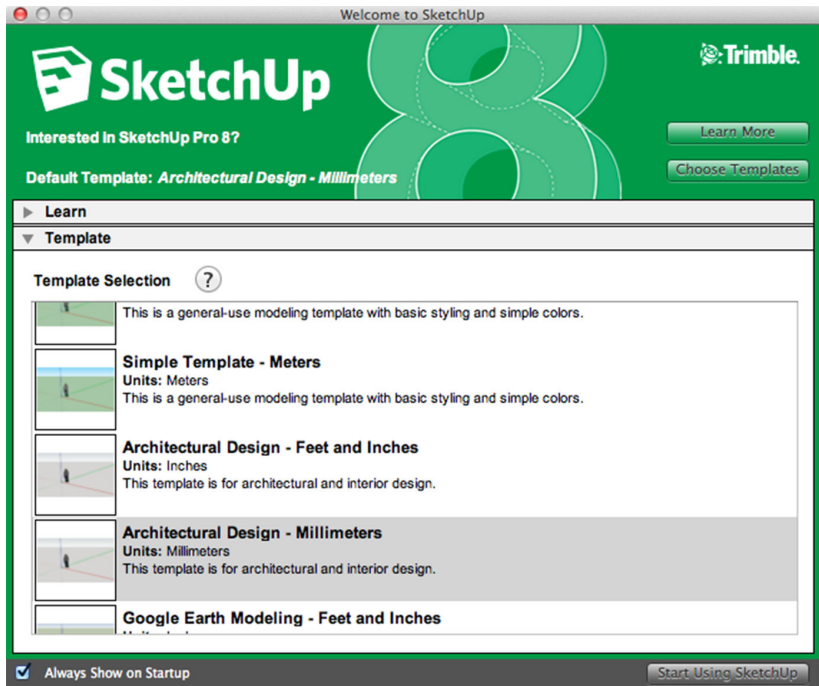 Welcome to SketchUp
SketchUp
Trimble.
Interested in SketchUp Pro 8?
Learn More
Default Template: Architectural Design - Millimeters
Choose Templates
Learn
Template
Template Selection ?
This is a general-use modeling template with basic styling and simple colors.
Simple Template - Meters
Units: Meters
This is a general-use modeling template with basic styling and simple colors.
Architectural Design - Feet and Inches
Units: Inches
This template is for architectural and interior design.
Architectural Design - Millimeters
Units: Millimeters
This template is for architectural and interior design.
Google Earth Modeling - Feet and Inches
Always Show on Startup
Start Using SketchUp